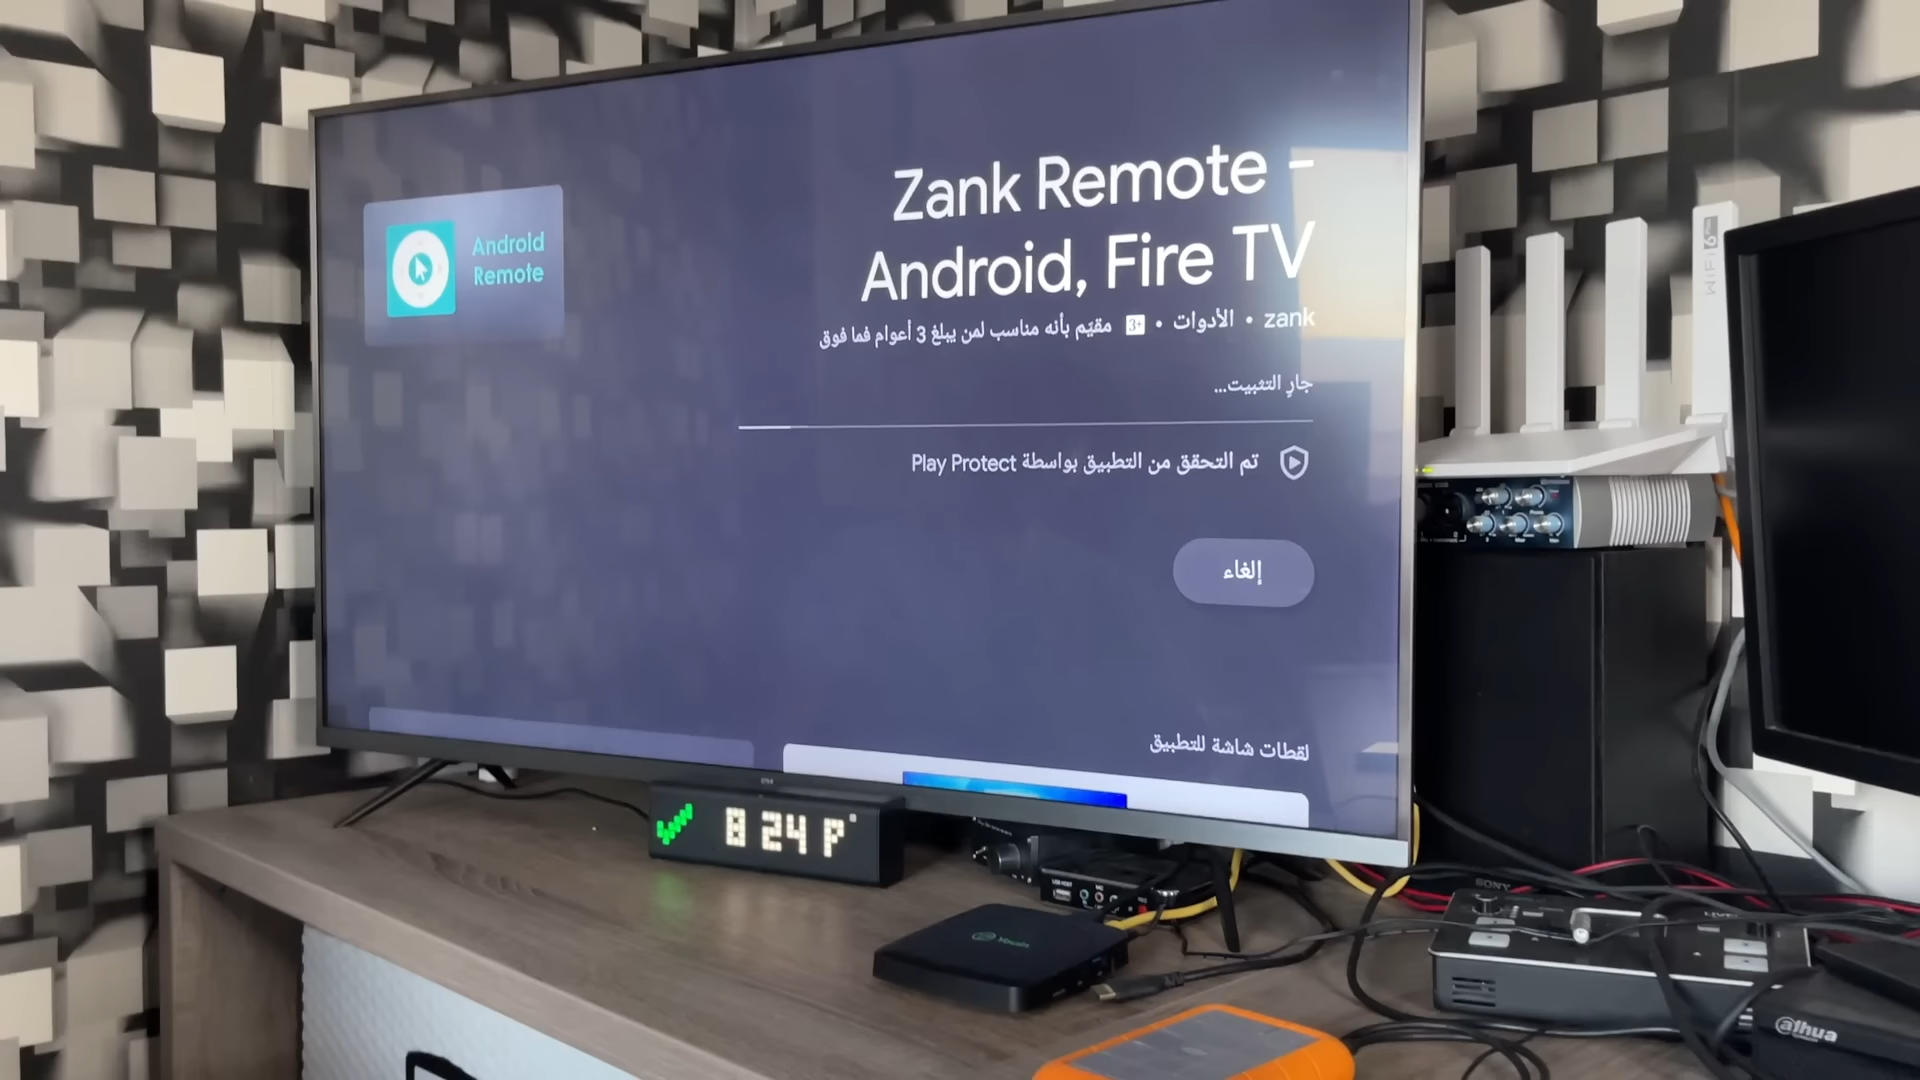 Zank Remote -
Android, Fire TV
Android
Remote
zank • الأدوات • 3+ مقيّم بأنه مناسب لمن يبلغ 3 أعوام فما فوق
جارٍ التثبيت...
تم التحقق من التطبيق بواسطة Play Protect
إلغاء
لقطات شاشة للتطبيق
8 24 P
SONY
alhua